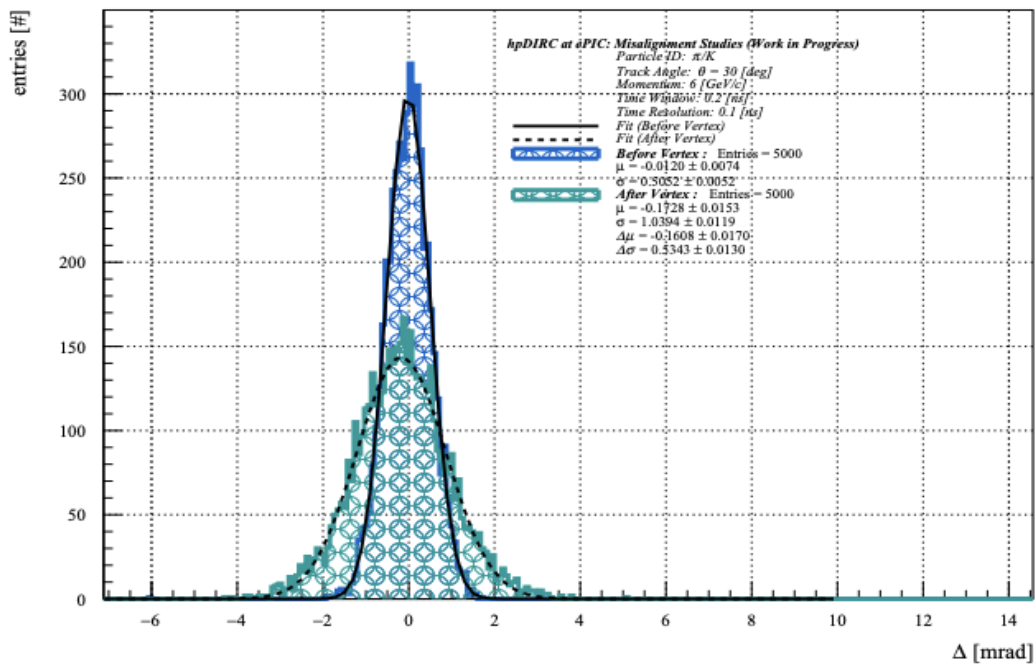 entries [#]
hpDIRC at ePIC: Misalignment Studies (Work in Progress)
Particle ID: π/K
Track Angle: θ = 30 [deg]
Momentum: 6 [GeV/c]
Time Window: 0.2 [ns]
Time Resolution: 0.1 [ns]
Fit (Before Vertex)
Fit (After Vertex)
Before Vertex : Entries = 5000
μ = -0.0120 ± 0.0074
σ = 0.5052 ± 0.0052
After Vertex : Entries = 5000
μ = -0.1728 ± 0.0153
σ = 1.0394 ± 0.0119
Δμ = -0.1608 ± 0.0170
Δσ = 0.5343 ± 0.0130
300
250
200
150
100
50
0
−6 −4 −2 0 2 4 6 8 10 12 14
Δ [mrad]